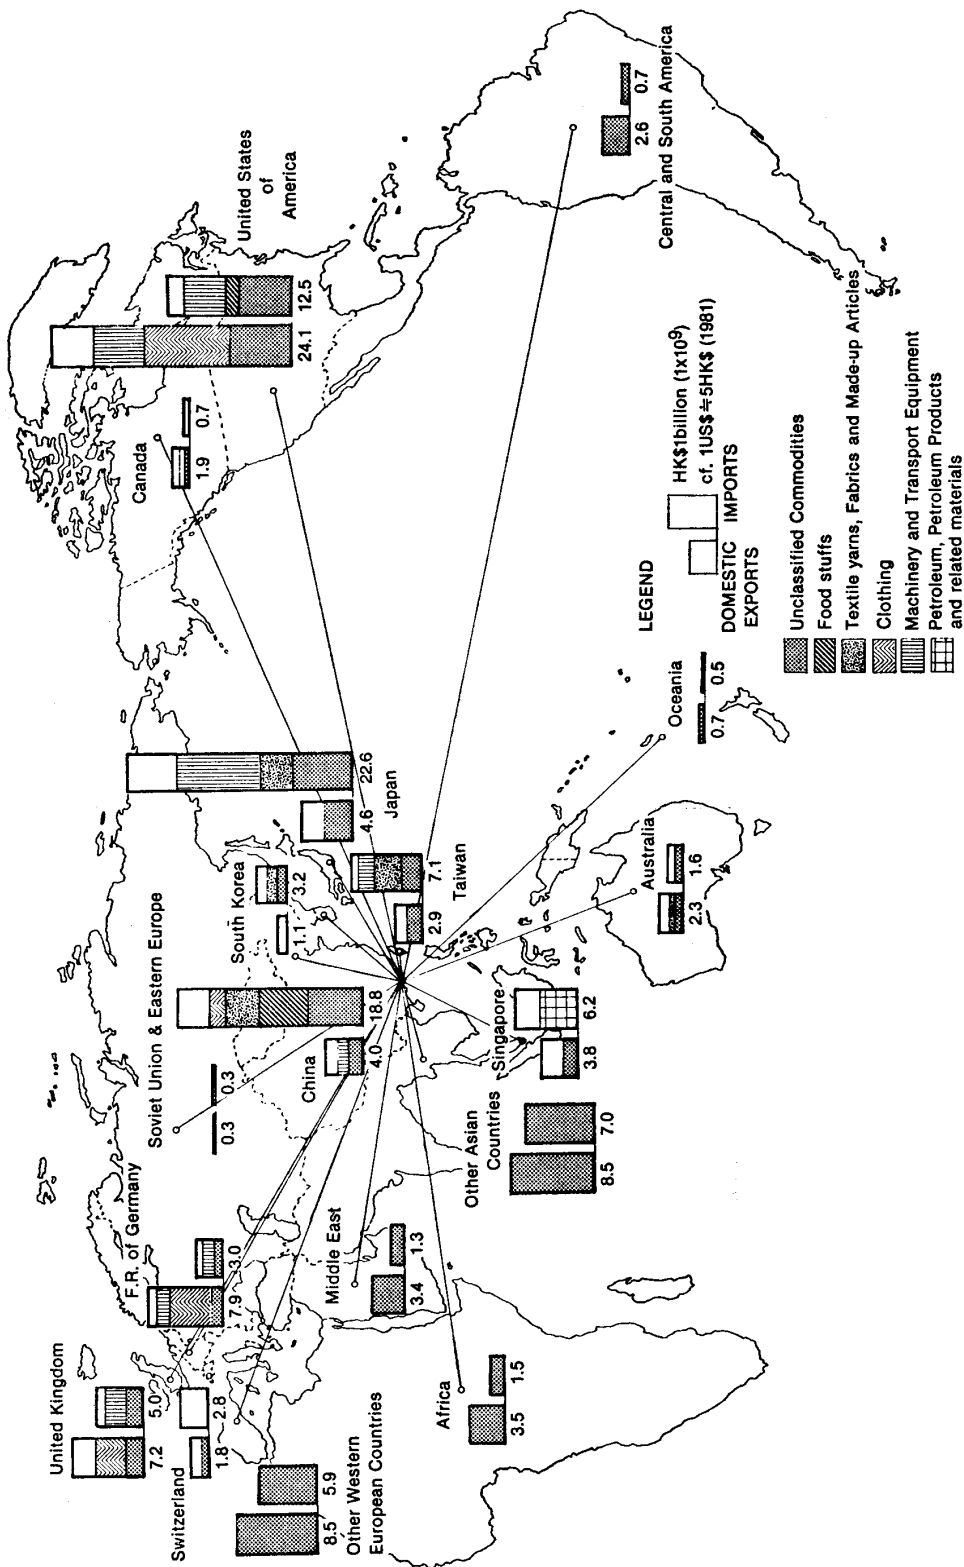 United Kingdom
7.2 5.0
Switzerland
1.8 2.8
Other Western
European Countries
8.5 5.9
F.R. of Germany
7.9 3.0
Soviet Union & Eastern Europe
0.3 0.3
China
4.0 18.8
South Korea
1.1 3.2
Japan
4.6 22.6
Taiwan
2.9 7.1
Canada
1.9 0.7
United States
of
America
24.1 12.5
Middle East
3.4 1.3
Africa
3.5 1.5
Other Asian
Countries
8.5 7.0
Singapore
3.8 6.2
Australia
2.3 1.6
Oceania
0.7 0.5
Central and South America
2.6 0.7
LEGEND
HK$1billion (1x10⁹)
cf. 1US$≒5HK$ (1981)
DOMESTIC IMPORTS
EXPORTS
Unclassified Commodities
Food stuffs
Textile yarns, Fabrics and Made-up Articles
Clothing
Machinery and Transport Equipment
Petroleum, Petroleum Products
and related materials